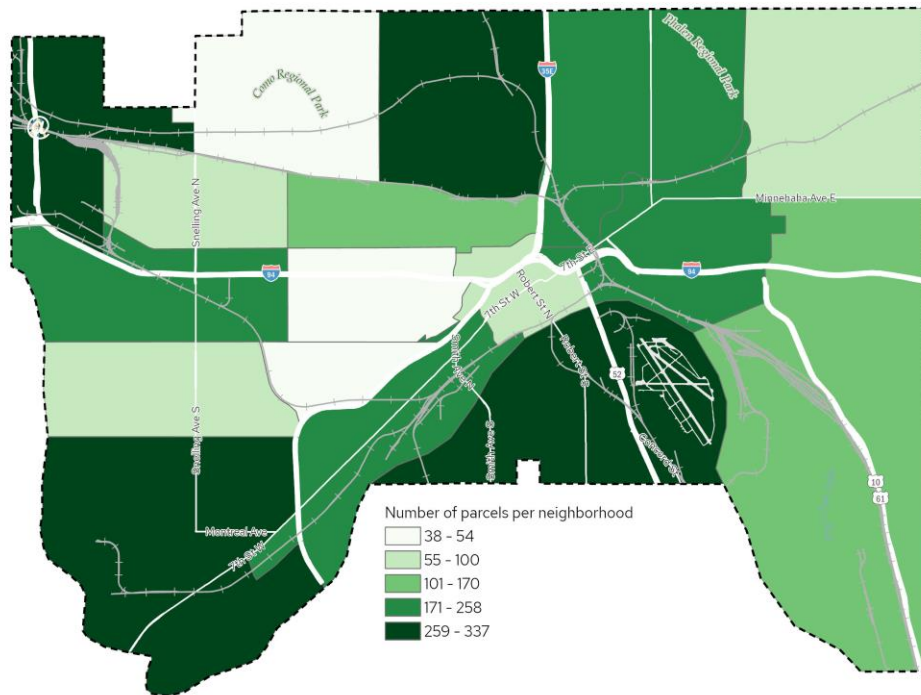 Como Regional Park
Phalen Regional Park
35E
Minnehaha Ave E
Snelling Ave N
94
7th St E
94
Robert St N
7th St W
Smith Ave N
Robert St S
52
Snelling Ave S
Smith Ave S
Concord St
10
61
Montreal Ave
7th St W
Number of parcels per neighborhood
38 - 54
55 - 100
101 - 170
171 - 258
259 - 337